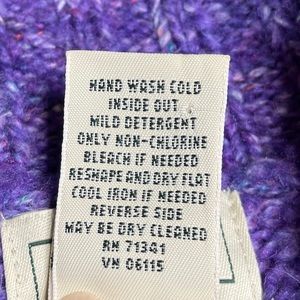 HAND WASH COLD
INSIDE OUT
MILD DETERGENT
ONLY NON-CHLORINE
BLEACH IF NEEDED
RESHAPE AND DRY FLAT
COOL IRON IF NEEDED
REVERSE SIDE
MAY BE DRY CLEANED
RN 71341
VN 06115